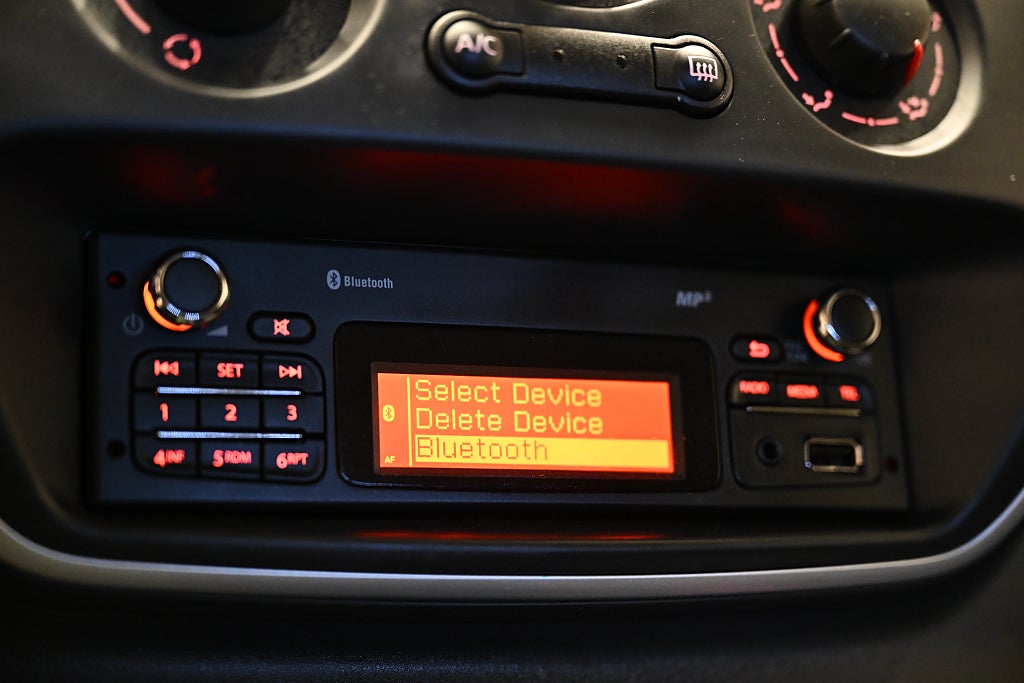 A/C
Bluetooth
MP3
SET
RADIO MEDIA TEL
Select Device
1 2 3
Delete Device
Bluetooth
4INF 5RDM 6RPT
AF